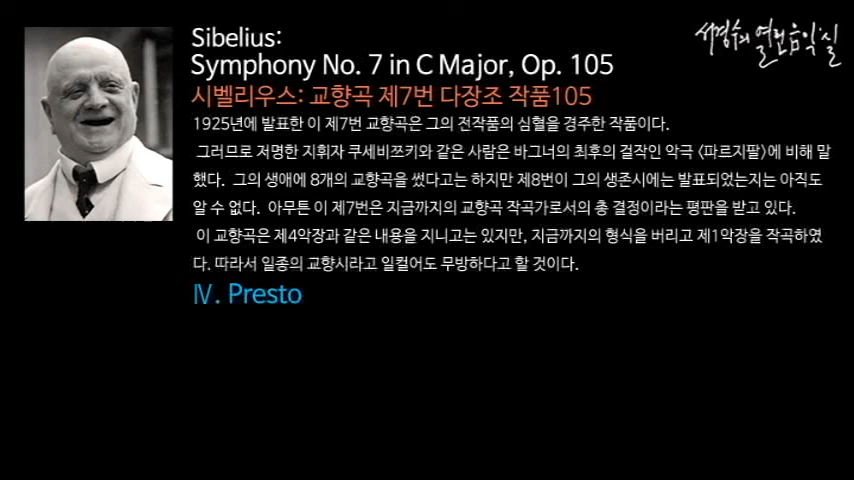 서경수의 열린음악실
Sibelius:
Symphony No. 7 in C Major, Op. 105
시벨리우스: 교향곡 제7번 다장조 작품105
1925년에 발표한 이 제7번 교향곡은 그의 전작품의 심혈을 경주한 작품이다.
그러므로 저명한 지휘자 쿠세비쯔키와 같은 사람은 바그너의 최후의 걸작인 악극 <파르지팔>에 비해 말
했다. 그의 생애에 8개의 교향곡을 썼다고는 하지만 제8번이 그의 생존시에는 발표되었는지는 아직도
알 수 없다. 아무튼 이 제7번은 지금까지의 교향곡 작곡가로서의 총 결정이라는 평판을 받고 있다.
이 교향곡은 제4악장과 같은 내용을 지니고는 있지만, 지금까지의 형식을 버리고 제1악장을 작곡하였
다. 따라서 일종의 교향시라고 일컬어도 무방하다고 할 것이다.
Ⅳ. Presto